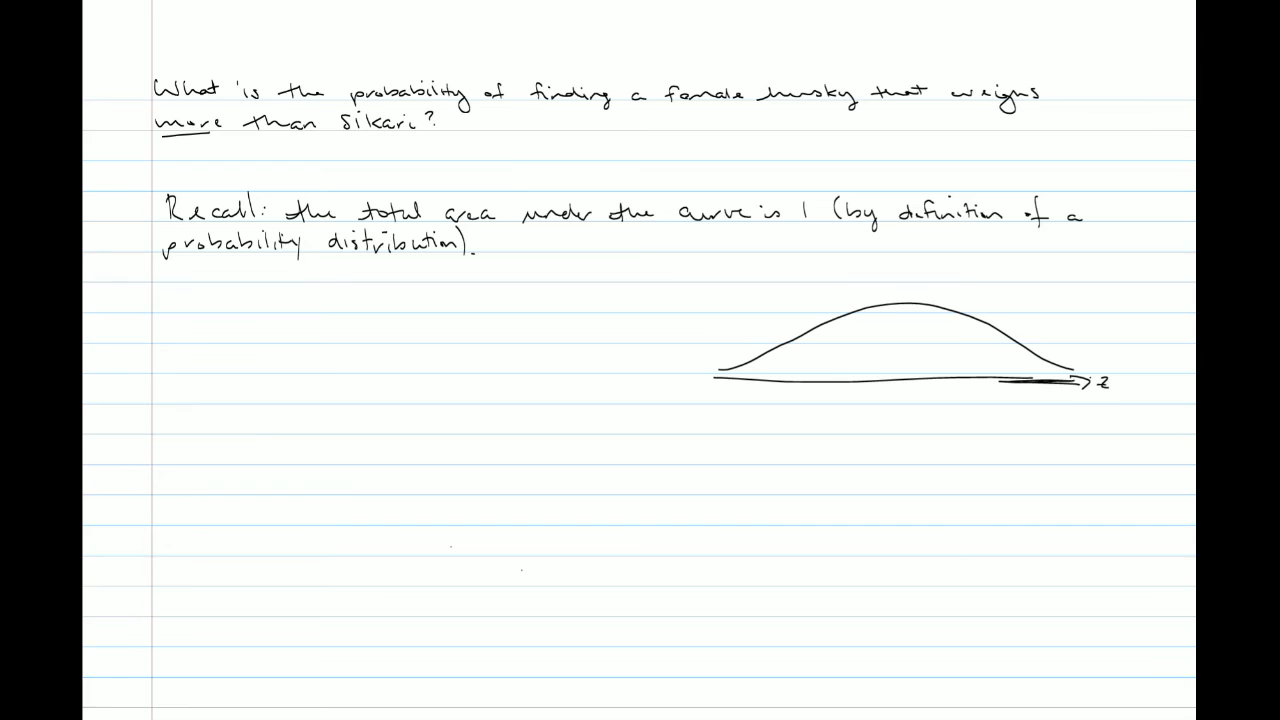 What is the probability of finding a female husky that weighs
more than Sikari?
Recall: the total area under the curve is 1 (by definition of a
probability distribution).
z